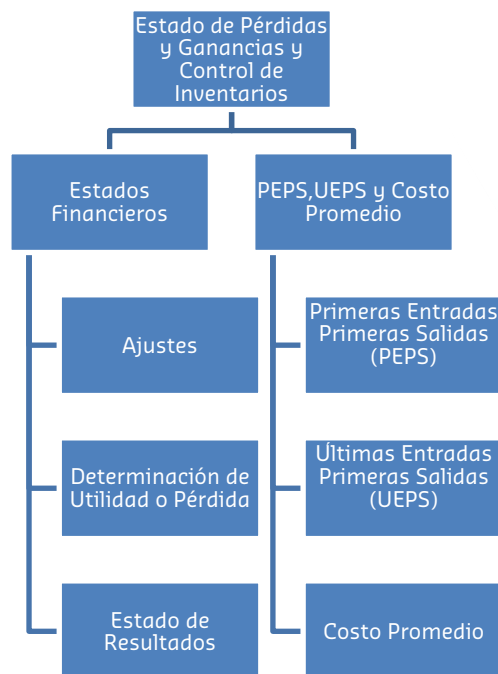 Estado de Pérdidas
y Ganancias y
Control de
Inventarios
Estados
Financieros
PEPS,UEPS y Costo
Promedio
Ajustes
Primeras Entradas
Primeras Salidas
(PEPS)
Determinación de
Utilidad o Pérdida
Últimas Entradas
Primeras Salidas
(UEPS)
Estado de
Resultados
Costo Promedio